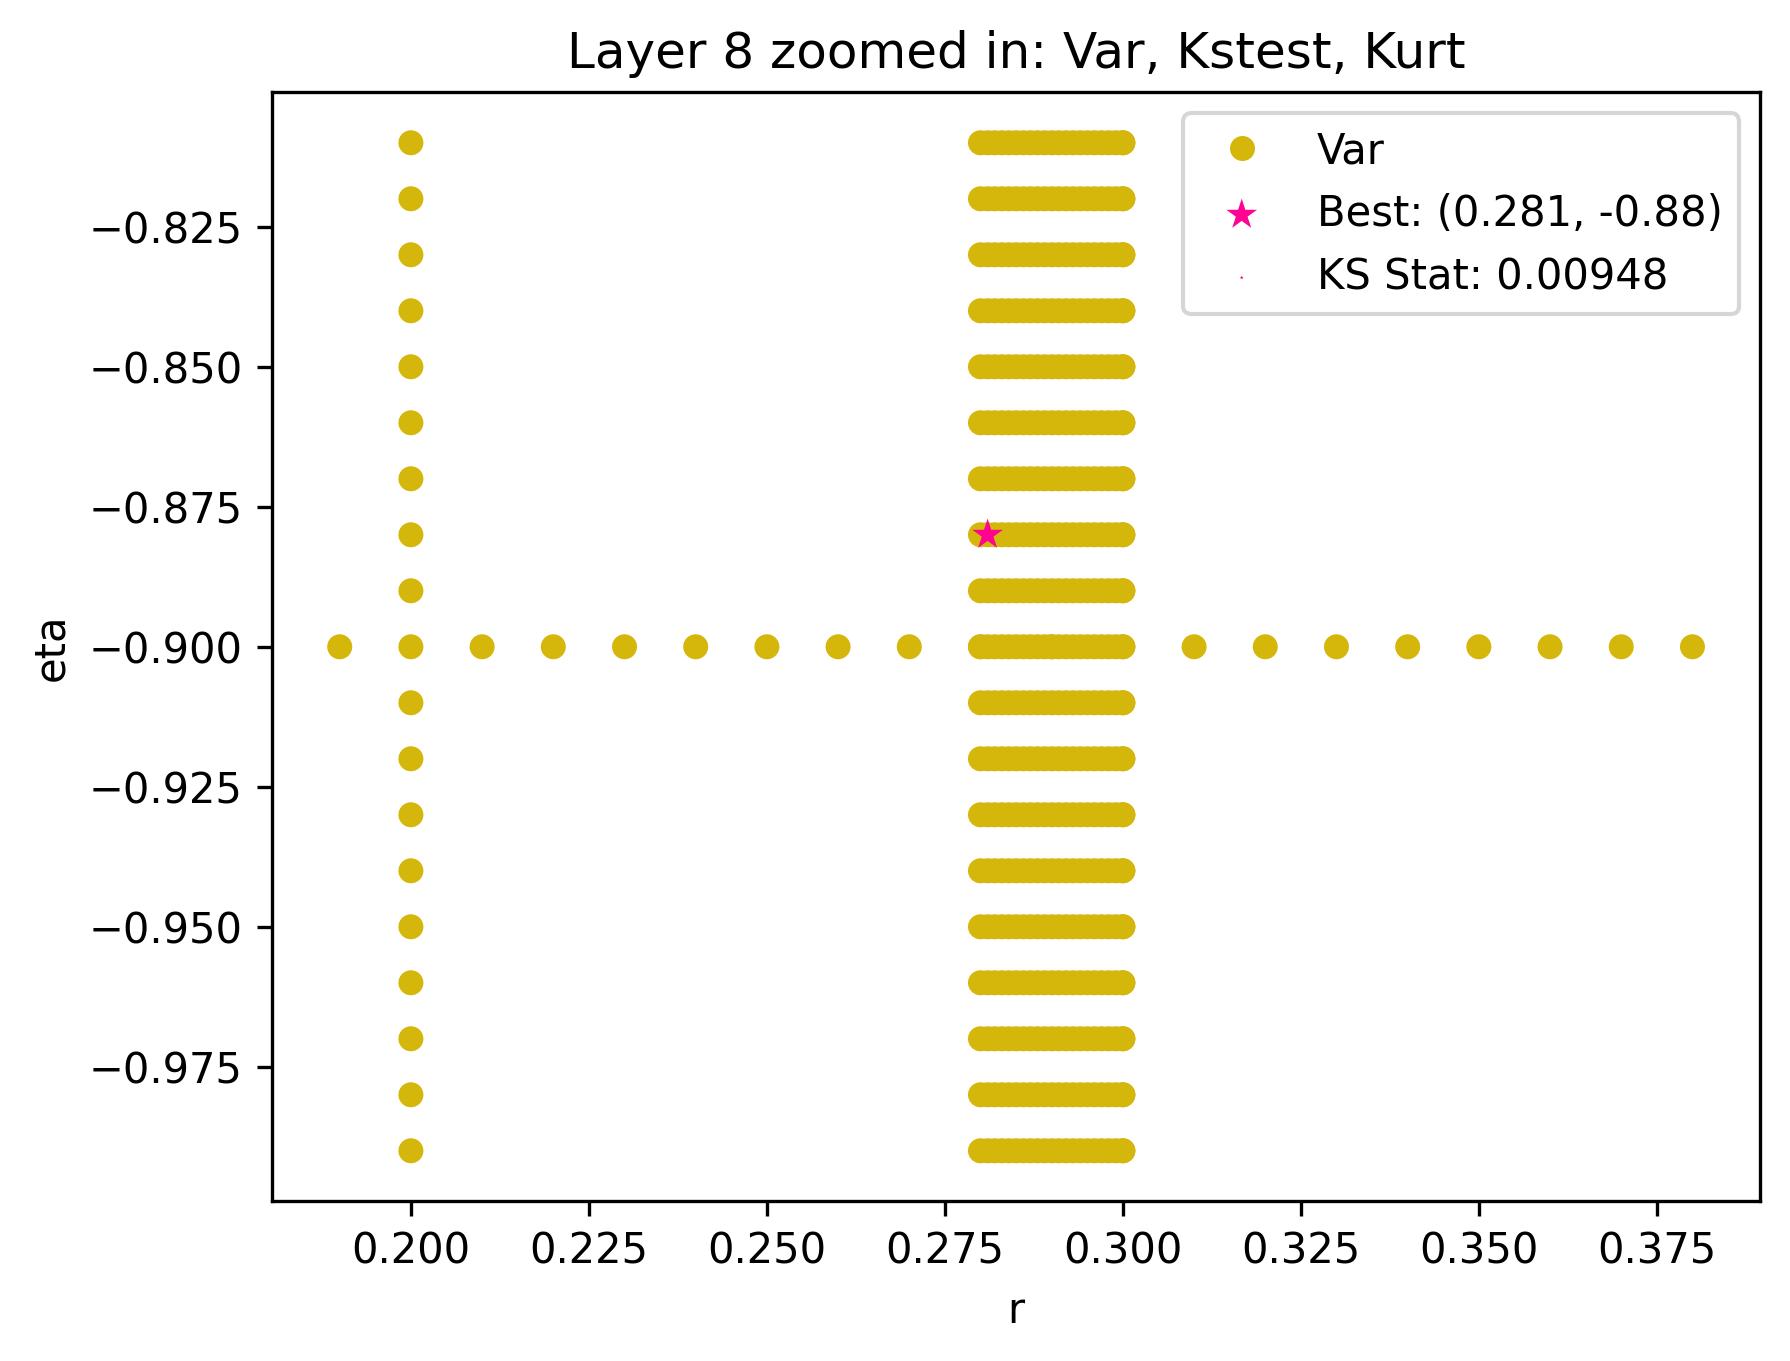 Layer 8 zoomed in: Var, Kstest, Kurt
Var
Best: (0.281, -0.88)
KS Stat: 0.00948
−0.825
−0.850
−0.875
−0.900
−0.925
−0.950
−0.975
eta
0.200 0.225 0.250 0.275 0.300 0.325 0.350 0.375
r